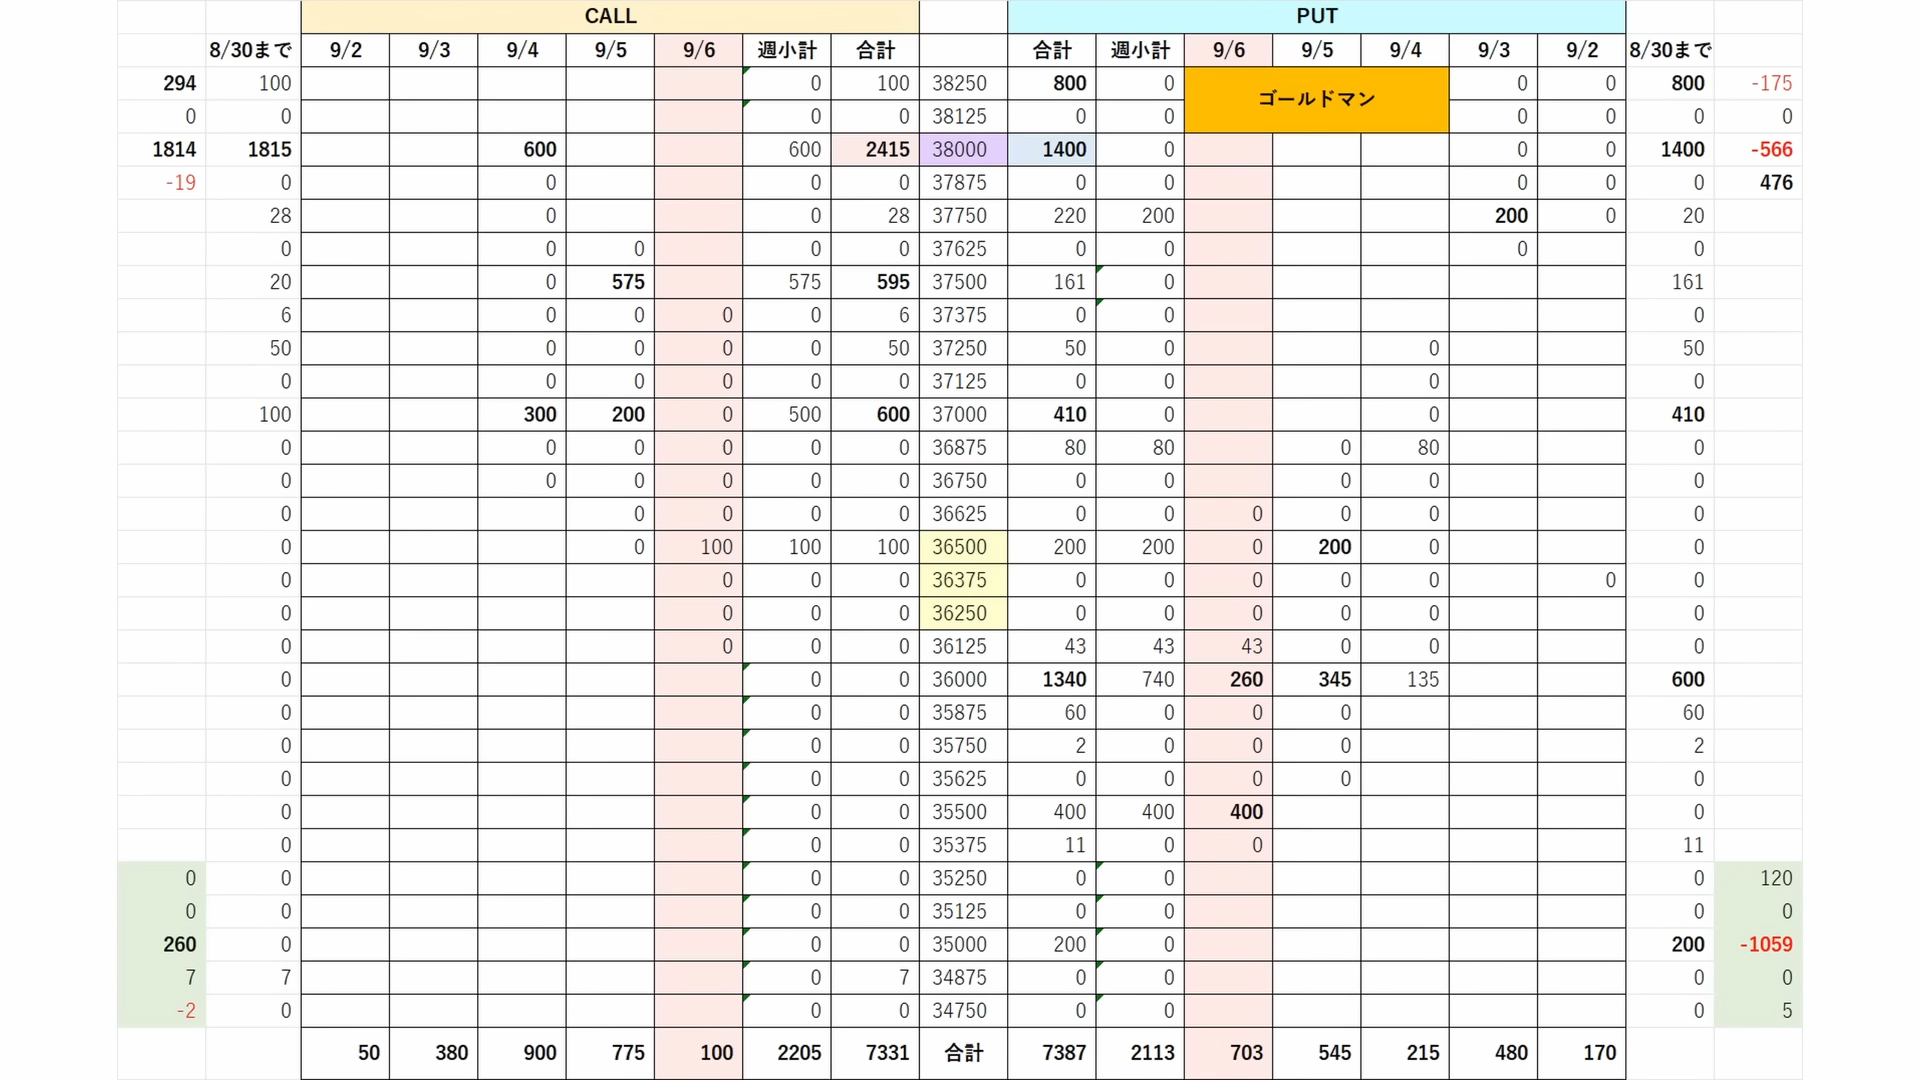 CALL PUT
8/30まで 9/2 9/3 9/4 9/5 9/6 週小計 合計 合計 週小計 9/6 9/5 9/4 9/3 9/2 8/30まで
294 100 0 100 38250 800 0 ゴールドマン 0 0 800 -175
0 0 0 0 38125 0 0 0 0 0 0
1814 1815 600 600 2415 38000 1400 0 0 0 1400 -566
-19 0 0 0 0 37875 0 0 0 0 0 476
28 0 0 28 37750 220 200 200 0 20
0 0 0 0 0 37625 0 0 0 0
20 0 575 575 595 37500 161 0 161
6 0 0 0 0 6 37375 0 0 0
50 0 0 0 0 50 37250 50 0 0 50
0 0 0 0 0 0 37125 0 0 0 0
100 300 200 0 500 600 37000 410 0 0 410
0 0 0 0 0 0 36875 80 80 0 80 0
0 0 0 0 0 0 36750 0 0 0 0 0
0 0 0 0 0 36625 0 0 0 0 0 0
0 0 100 100 100 36500 200 200 0 200 0 0
0 0 0 0 36375 0 0 0 0 0 0 0
0 0 0 0 36250 0 0 0 0 0 0
0 0 0 0 36125 43 43 43 0 0 0
0 0 0 36000 1340 740 260 345 135 600
0 0 0 35875 60 0 0 0 60
0 0 0 35750 2 0 0 0 2
0 0 0 35625 0 0 0 0 0
0 0 0 35500 400 400 400 0
0 0 0 35375 11 0 0 11
0 0 0 0 35250 0 0 0 120
0 0 0 0 35125 0 0 0 0
260 0 0 0 35000 200 0 200 -1059
7 7 0 7 34875 0 0 0 0
-2 0 0 0 34750 0 0 0 5
50 380 900 775 100 2205 7331 合計 7387 2113 703 545 215 480 170